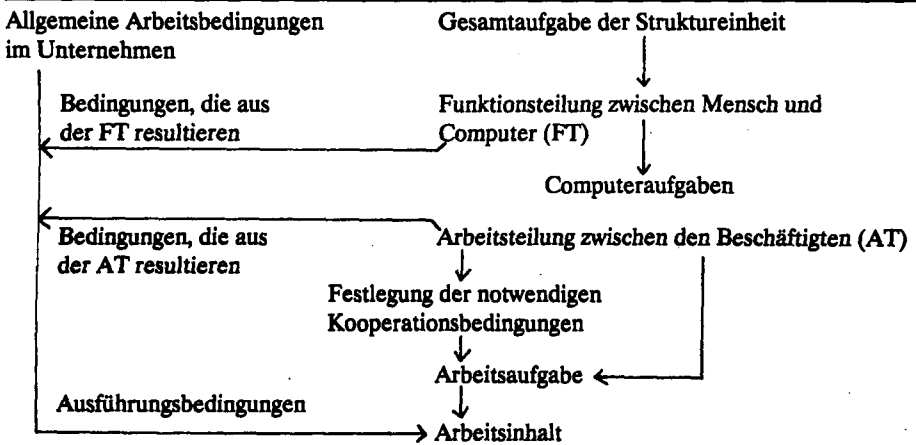 Allgemeine Arbeitsbedingungen
im Unternehmen
Gesamtaufgabe der Struktureinheit
Bedingungen, die aus
der FT resultieren
Funktionsteilung zwischen Mensch und
Computer (FT)
Computeraufgaben
Bedingungen, die aus
der AT resultieren
Arbeitsteilung zwischen den Beschäftigten (AT)
Festlegung der notwendigen
Kooperationsbedingungen
Arbeitsaufgabe
Ausführungsbedingungen
Arbeitsinhalt